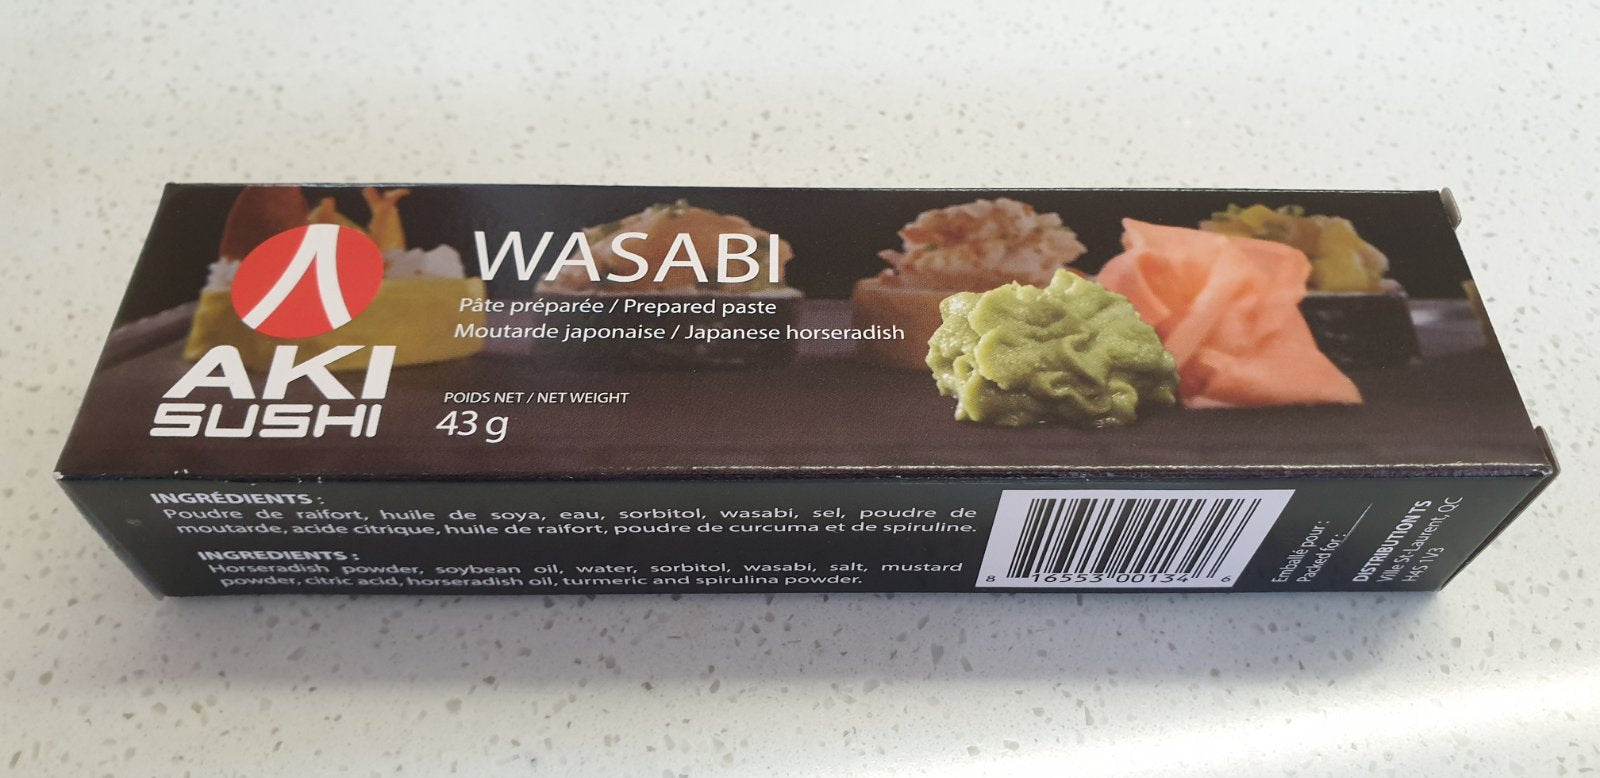 WASABI
Pâte préparée / Prepared paste
Moutarde japonaise / Japanese horseradish
AKI
SUSHI
POIDS NET / NET WEIGHT
43 g
INGRÉDIENTS :
Poudre de raifort, huile de soya, eau, sorbitol, wasabi, sel, poudre de
moutarde, acide citrique, huile de raifort, poudre de curcuma et de spiruline.
INGREDIENTS :
Horseradish powder, soybean oil, water, sorbitol, wasabi, salt, mustard
powder, citric acid, horseradish oil, turmeric and spirulina powder.
8 16553 00134 6
Emballé pour :
Packed for :
DISTRIBUTION TS
Ville St-Laurent, QC
H4S 1V3